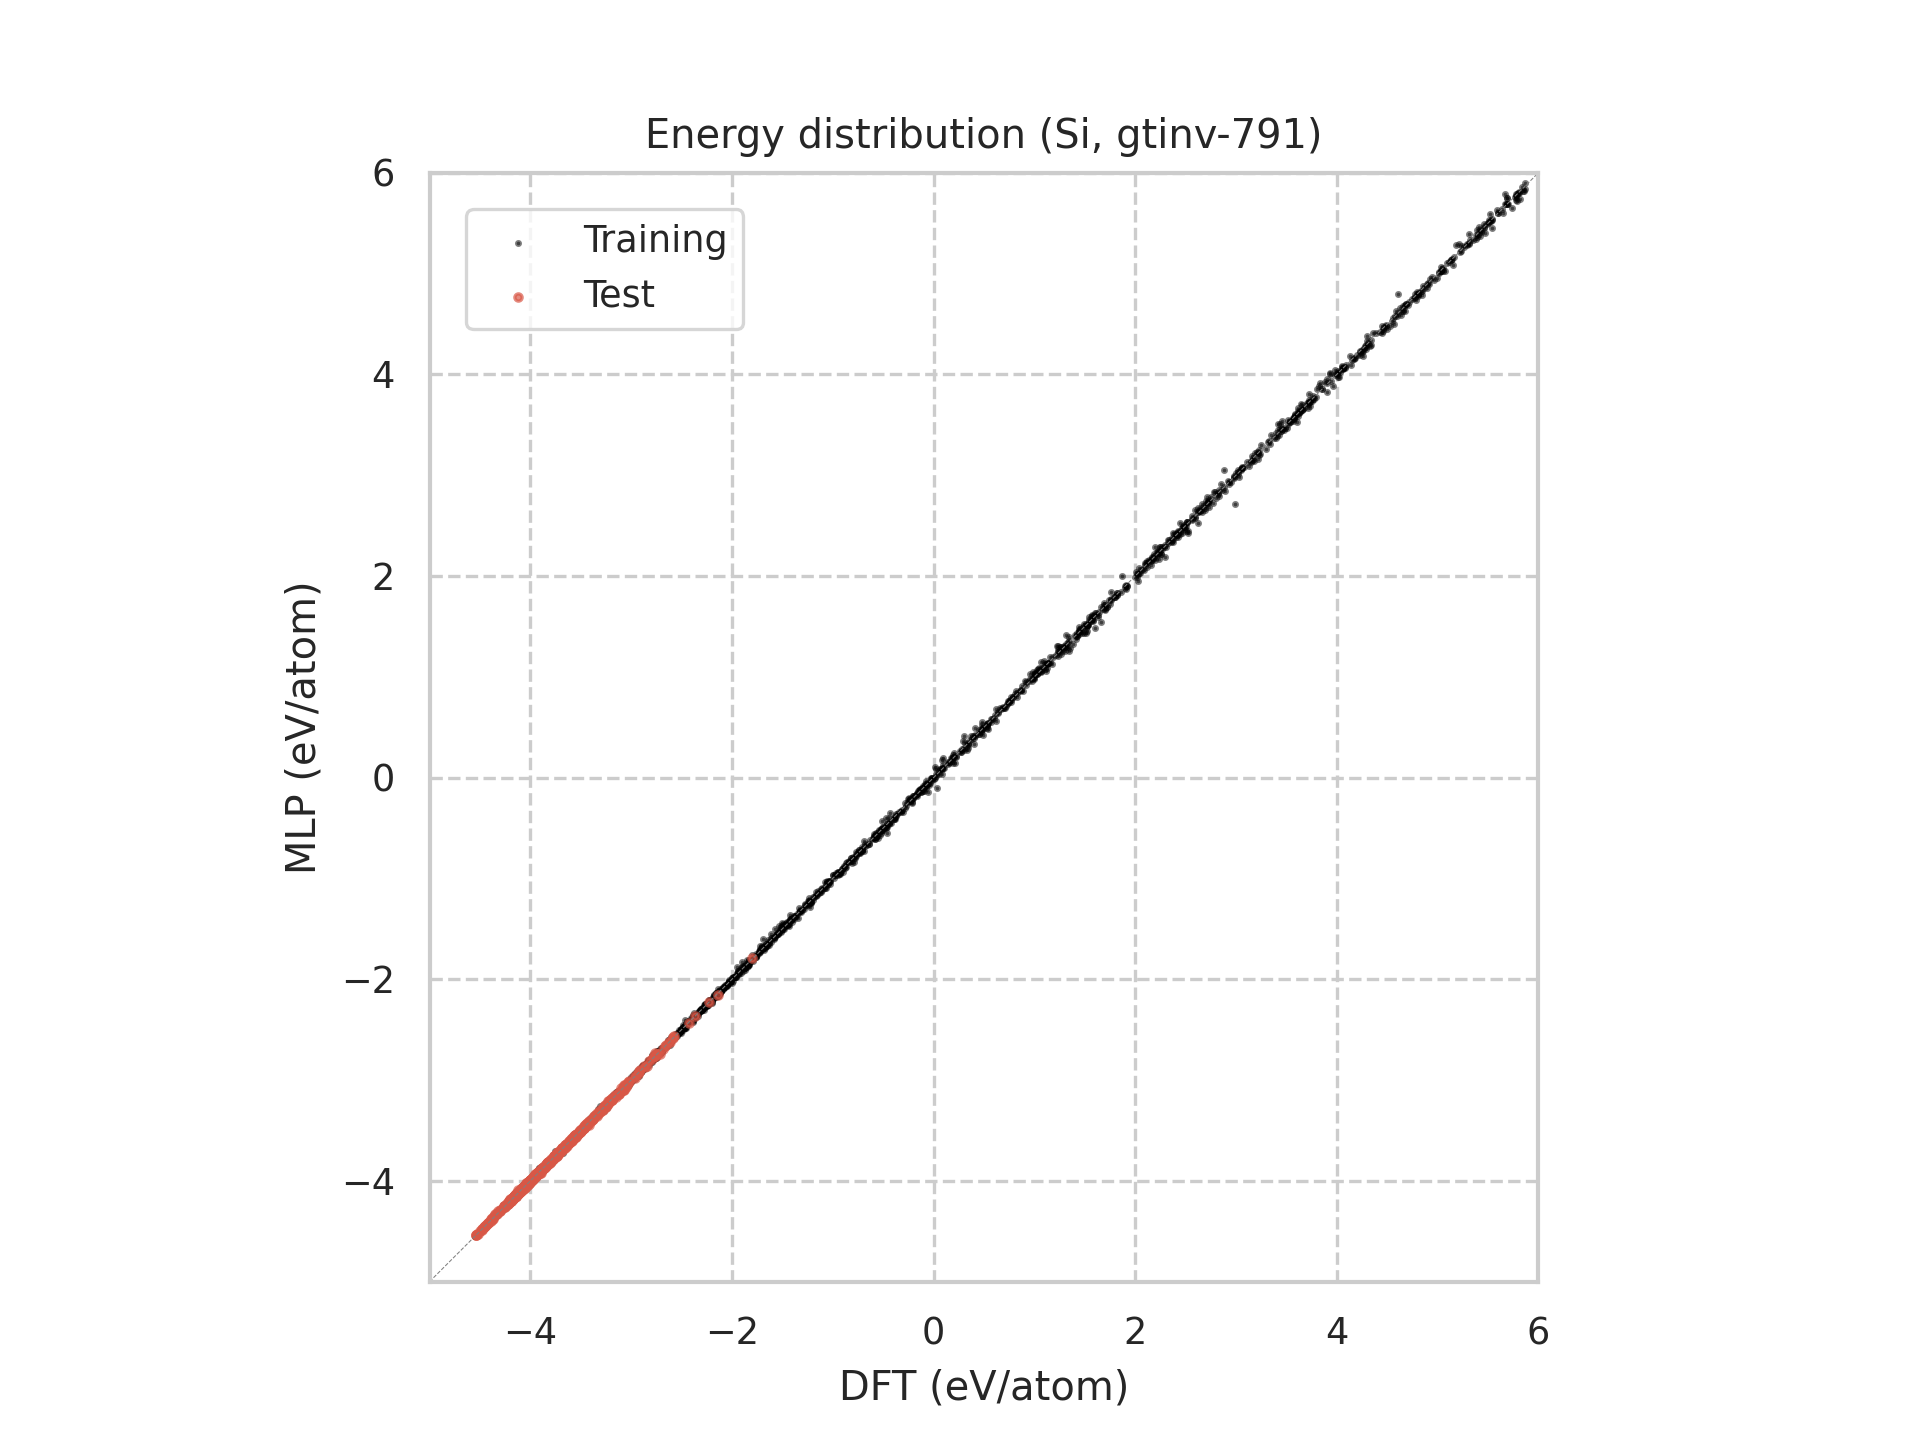 Energy distribution (Si, gtinv-791)
6
Training
Test
4
2
0
−2
−4
MLP (eV/atom)
−4 −2 0 2 4 6
DFT (eV/atom)